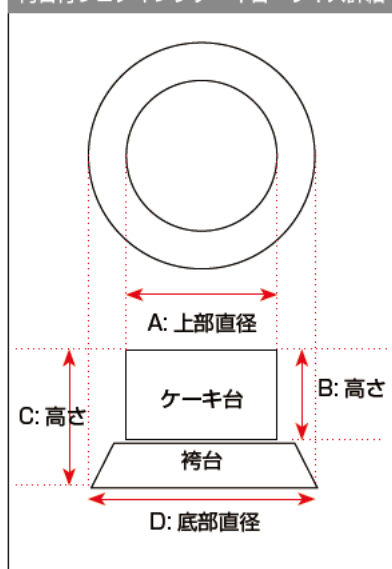 A: 上部直径
ケーキ台
B: 高さ
C: 高さ
袴台
D: 底部直径